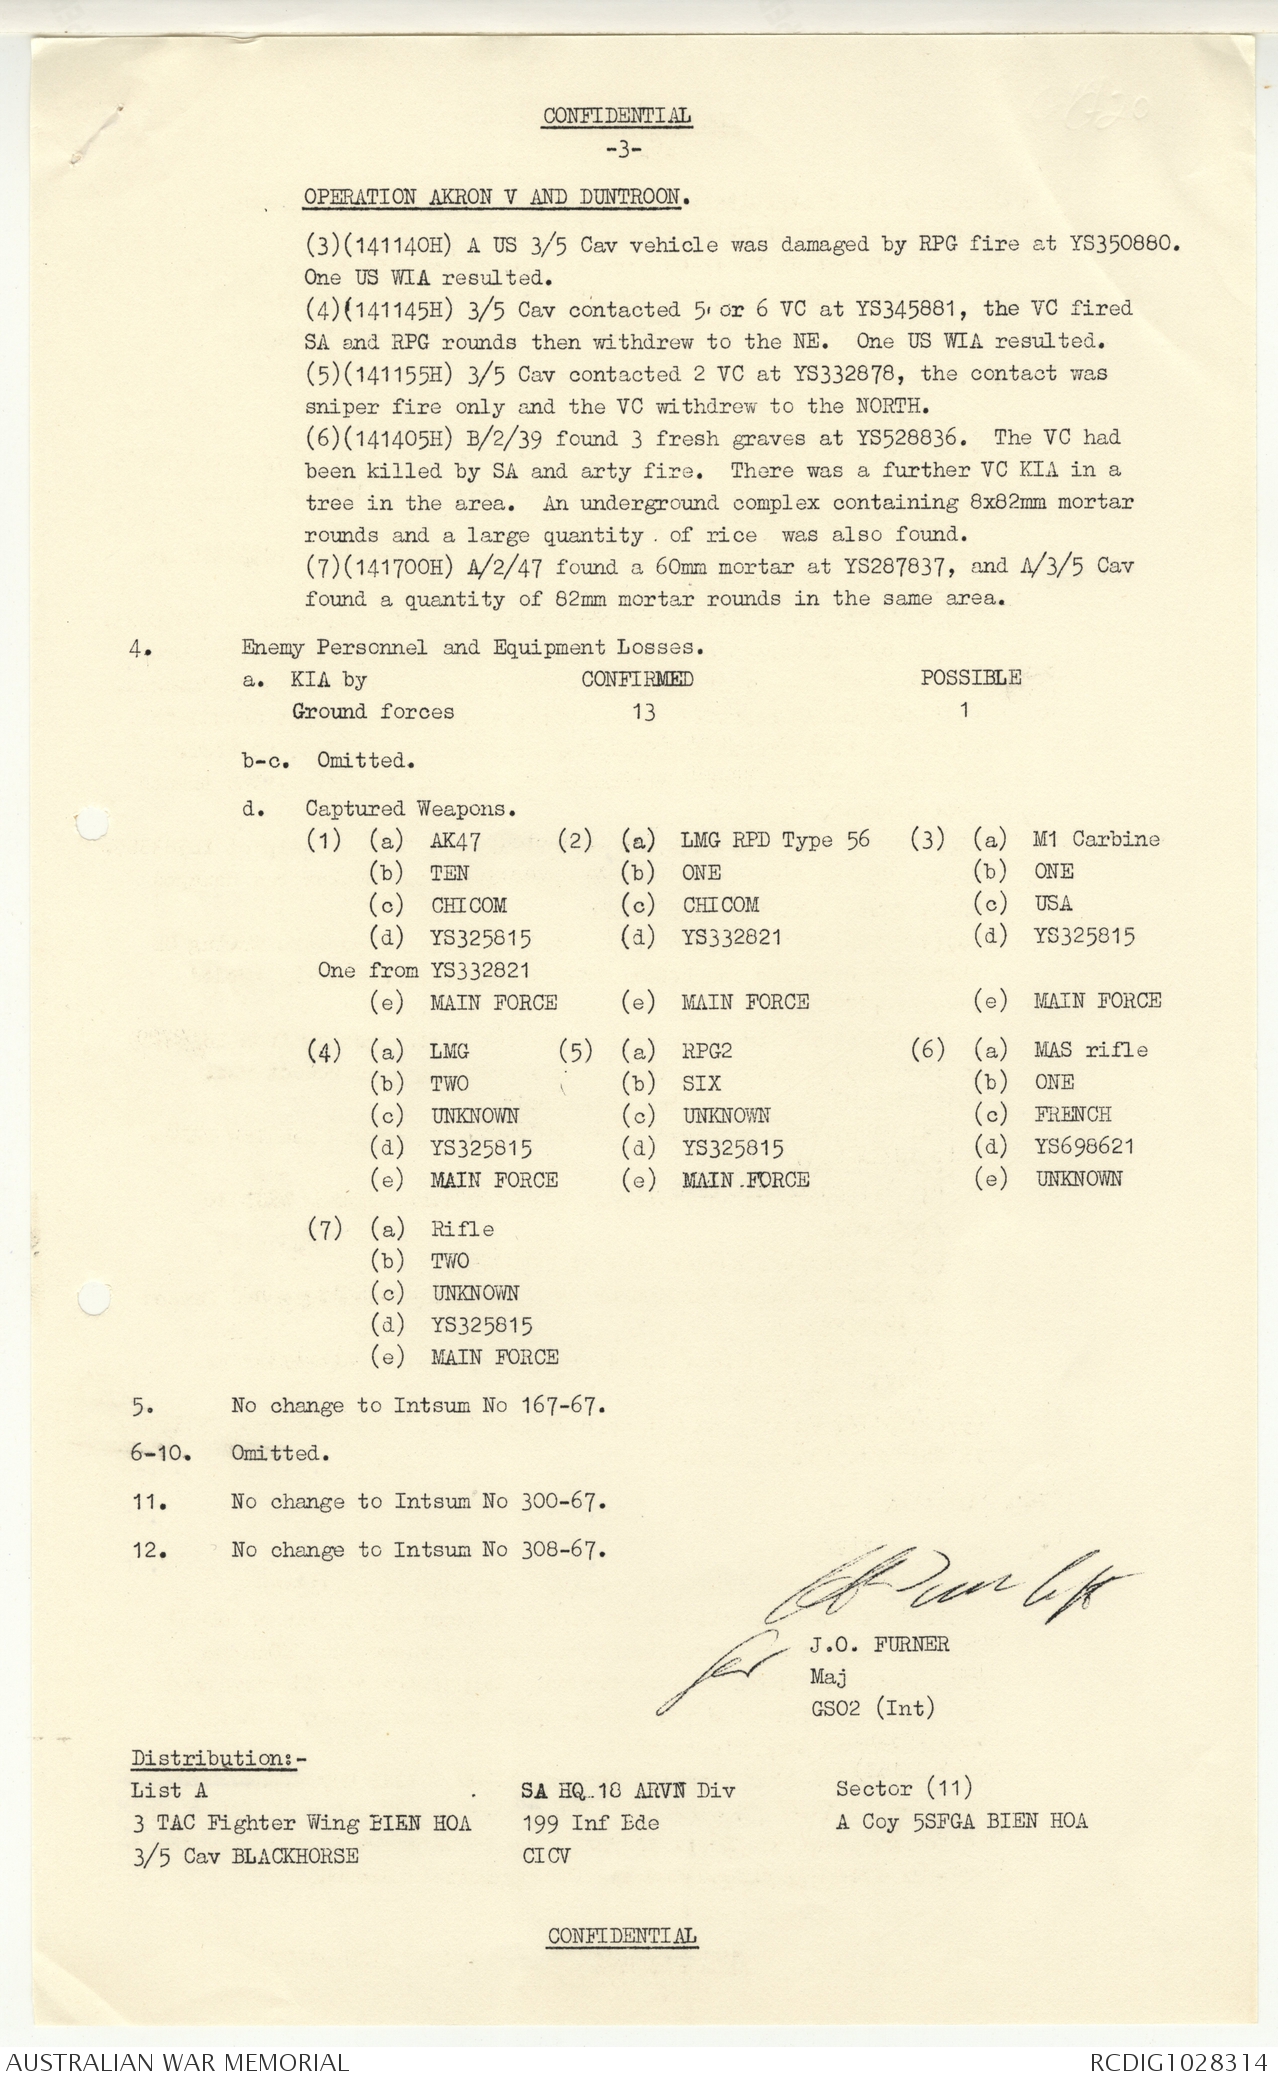 CONFIDENTIAL
-3-
OPERATION AKRON V AND DUNTROON.
(3)(141140H) A US 3/5 Cav vehicle was damaged by RPG fire at YS350880.
One US WIA resulted.
(4)(141145H) 3/5 Cav contacted 5 or 6 VC at YS345881, the VC fired
SA and RPG rounds then withdrew to the NE. One US WIA resulted.
(5)(141155H) 3/5 Cav contacted 2 VC at YS332878, the contact was
sniper fire only and the VC withdrew to the NORTH.
(6)(141405H) B/2/39 found 3 fresh graves at YS528836. The VC had
been killed by SA and arty fire. There was a further VC KIA in a
tree in the area. An underground complex containing 8x82mm mortar
rounds and a large quantity of rice was also found.
(7)(141700H) A/2/47 found a 60mm mortar at YS287837, and A/3/5 Cav
found a quantity of 82mm mortar rounds in the same area.
4. Enemy Personnel and Equipment Losses.
a. KIA by CONFIRMED POSSIBLE
Ground forces 13 1
b-c. Omitted.
d. Captured Weapons.
(1) (a) AK47 (2) (a) LMG RPD Type 56 (3) (a) M1 Carbine
(b) TEN (b) ONE (b) ONE
(c) CHICOM (c) CHICOM (c) USA
(d) YS325815 (d) YS332821 (d) YS325815
One from YS332821
(e) MAIN FORCE (e) MAIN FORCE (e) MAIN FORCE
(4) (a) LMG (5) (a) RPG2 (6) (a) MAS rifle
(b) TWO (b) SIX (b) ONE
(c) UNKNOWN (c) UNKNOWN (c) FRENCH
(d) YS325815 (d) YS325815 (d) YS698621
(e) MAIN FORCE (e) MAIN FORCE (e) UNKNOWN
(7) (a) Rifle
(b) TWO
(c) UNKNOWN
(d) YS325815
(e) MAIN FORCE
5. No change to Intsum No 167-67.
6-10. Omitted.
11. No change to Intsum No 300-67.
12. No change to Intsum No 308-67.
for J.O. FURNER
Maj
GSO2 (Int)
Distribution:-
List A SA HQ 18 ARVN Div Sector (11)
3 TAC Fighter Wing BIEN HOA 199 Inf Bde A Coy 5SFGA BIEN HOA
3/5 Cav BLACKHORSE CICV
CONFIDENTIAL
AUSTRALIAN WAR MEMORIAL RCDIG1028314